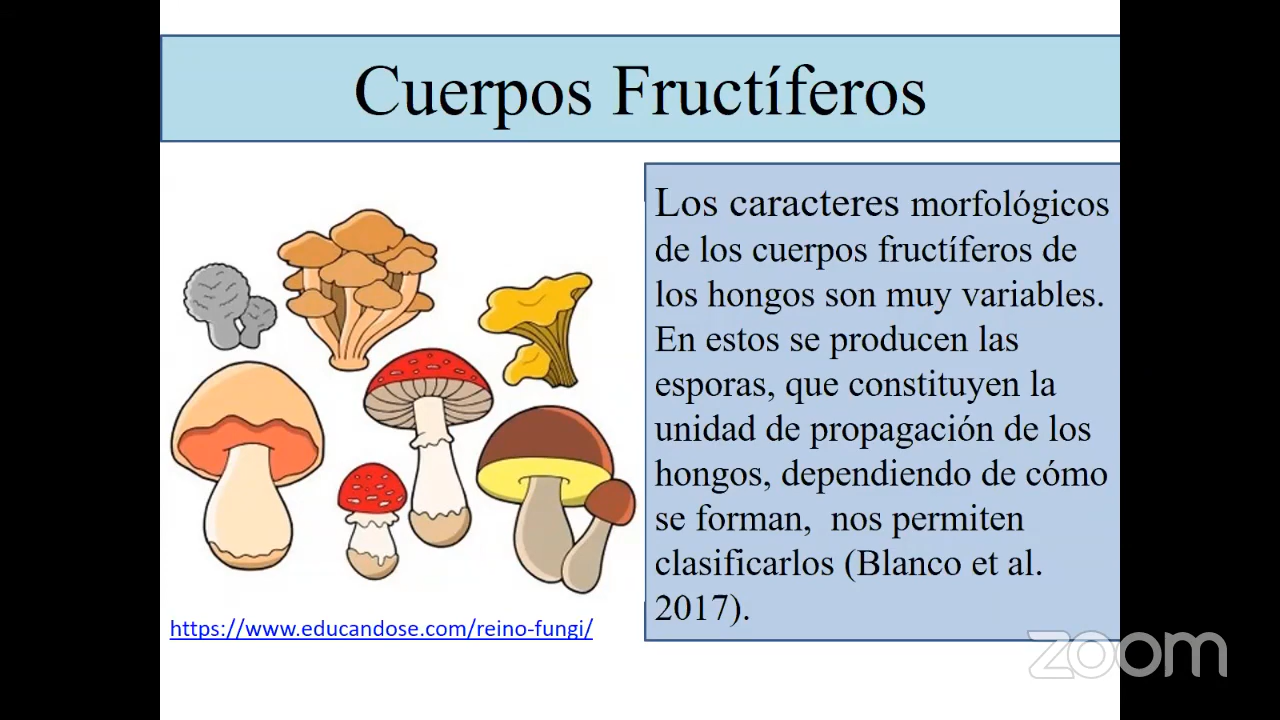 Cuerpos Fructíferos
Los caracteres morfológicos
de los cuerpos fructíferos de
los hongos son muy variables.
En estos se producen las
esporas, que constituyen la
unidad de propagación de los
hongos, dependiendo de cómo
se forman,  nos permiten
clasificarlos (Blanco et al.
2017).
https://www.educandose.com/reino-fungi/
zoom